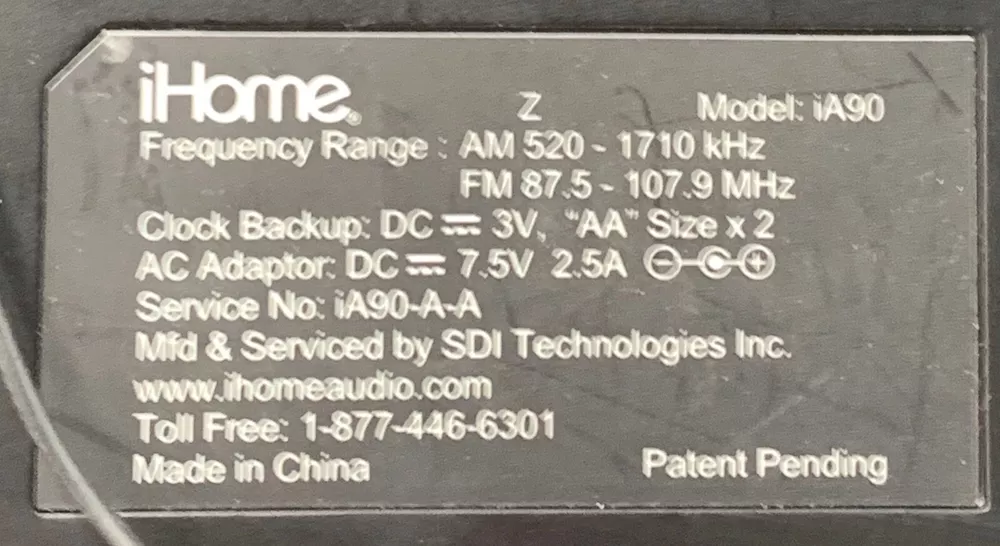 iHome® Z Model: iA90
Frequency Range : AM 520 - 1710 kHz
FM 87.5 - 107.9 MHz
Clock Backup: DC ⎓ 3V, "AA" Size x 2
AC Adaptor: DC ⎓ 7.5V 2.5A
Service No: iA90-A-A
Mfd & Serviced by SDI Technologies Inc.
www.ihomeaudio.com
Toll Free: 1-877-446-6301
Made in China Patent Pending